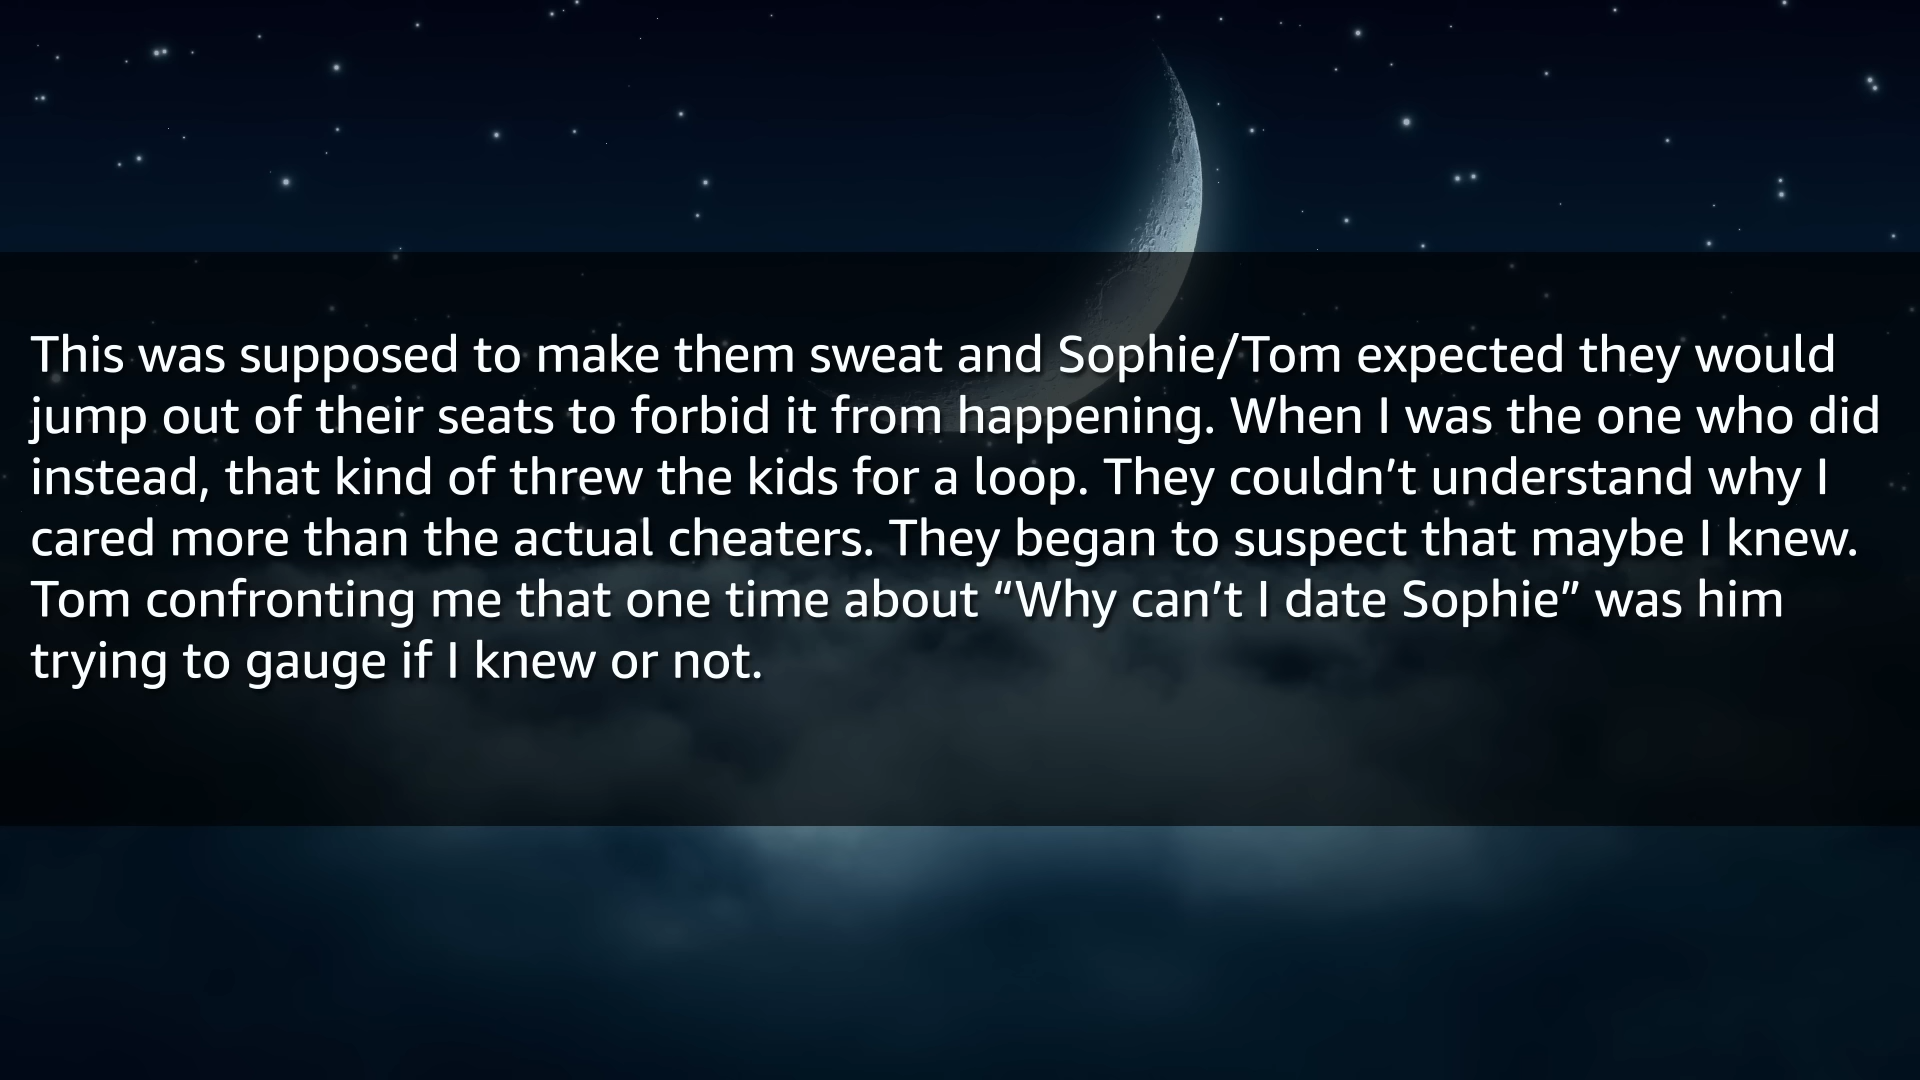 This was supposed to make them sweat and Sophie/Tom expected they would
jump out of their seats to forbid it from happening. When I was the one who did
instead, that kind of threw the kids for a loop. They couldn’t understand why I
cared more than the actual cheaters. They began to suspect that maybe I knew.
Tom confronting me that one time about “Why can’t I date Sophie” was him
trying to gauge if I knew or not.